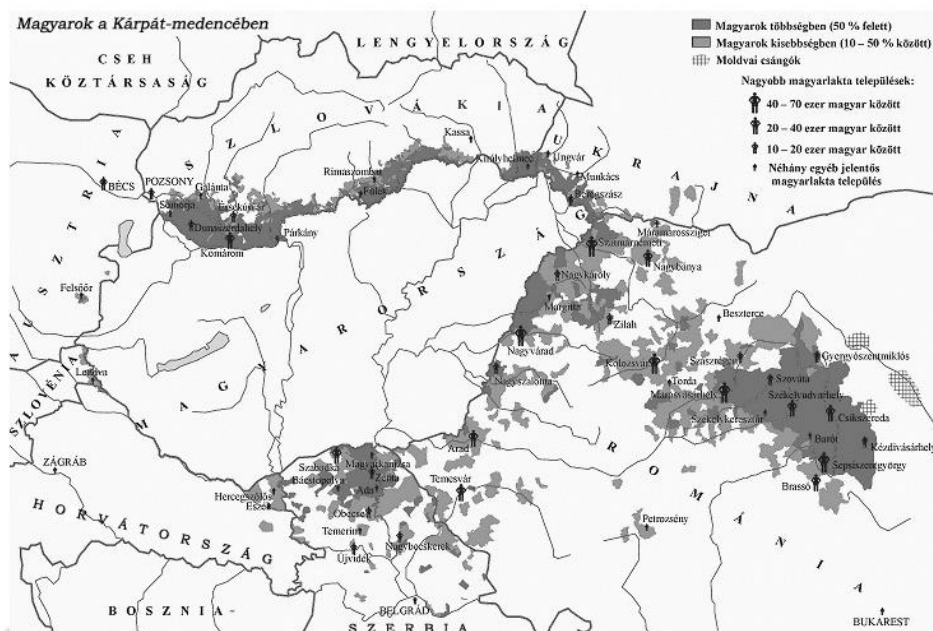 Magyarok a Kárpát-medencében
Magyarok többségben (50 % felett)
Magyarok kisebbségben (10 – 50 % között)
Moldvai csángók
Nagyobb magyarlakta települések:
40 – 70 ezer magyar között
20 – 40 ezer magyar között
10 – 20 ezer magyar között
Néhány egyéb jelentős
magyarlakta település
LENGYELORSZÁG
CSEH
KÖZTÁRSASÁG
SZLOVÁKIA
UKRAJNA
AUSZTRIA
MAGYARORSZÁG
SZLOVÉNIA
HORVÁTORSZÁG
BOSZNIA-
SZERBIA
ROMÁNIA
Kassa
Királyhelmec
Ungvár
Munkács
Beregszász
Rimaszombat
Fülek
BÉCS
POZSONY
Galánta
Somorja
Érsekújvár
Dunaszerdahely
Komárom
Párkány
Máramarossziget
Szatmárnémeti
Nagybánya
Nagykároly
Margitta
Zilah
Beszterce
Felsőőr
Nagyvárad
Kolozsvár
Szászrégen
Gyergyószentmiklós
Nagyszalonta
Torda
Szováta
Marosvásárhely
Székelyudvarhely
Csíkszereda
Székelykeresztúr
Lendva
Barót
Kézdivásárhely
Arad
Sepsiszentgyörgy
Brassó
ZÁGRÁB
Szabadka
Magyarkanizsa
Bácstopolya
Zenta
Ada
Temesvár
Hercegszőlős
Eszék
Óbecse
Temerin
Nagybecskerek
Újvidék
Petrozsény
BELGRÁD
BUKAREST